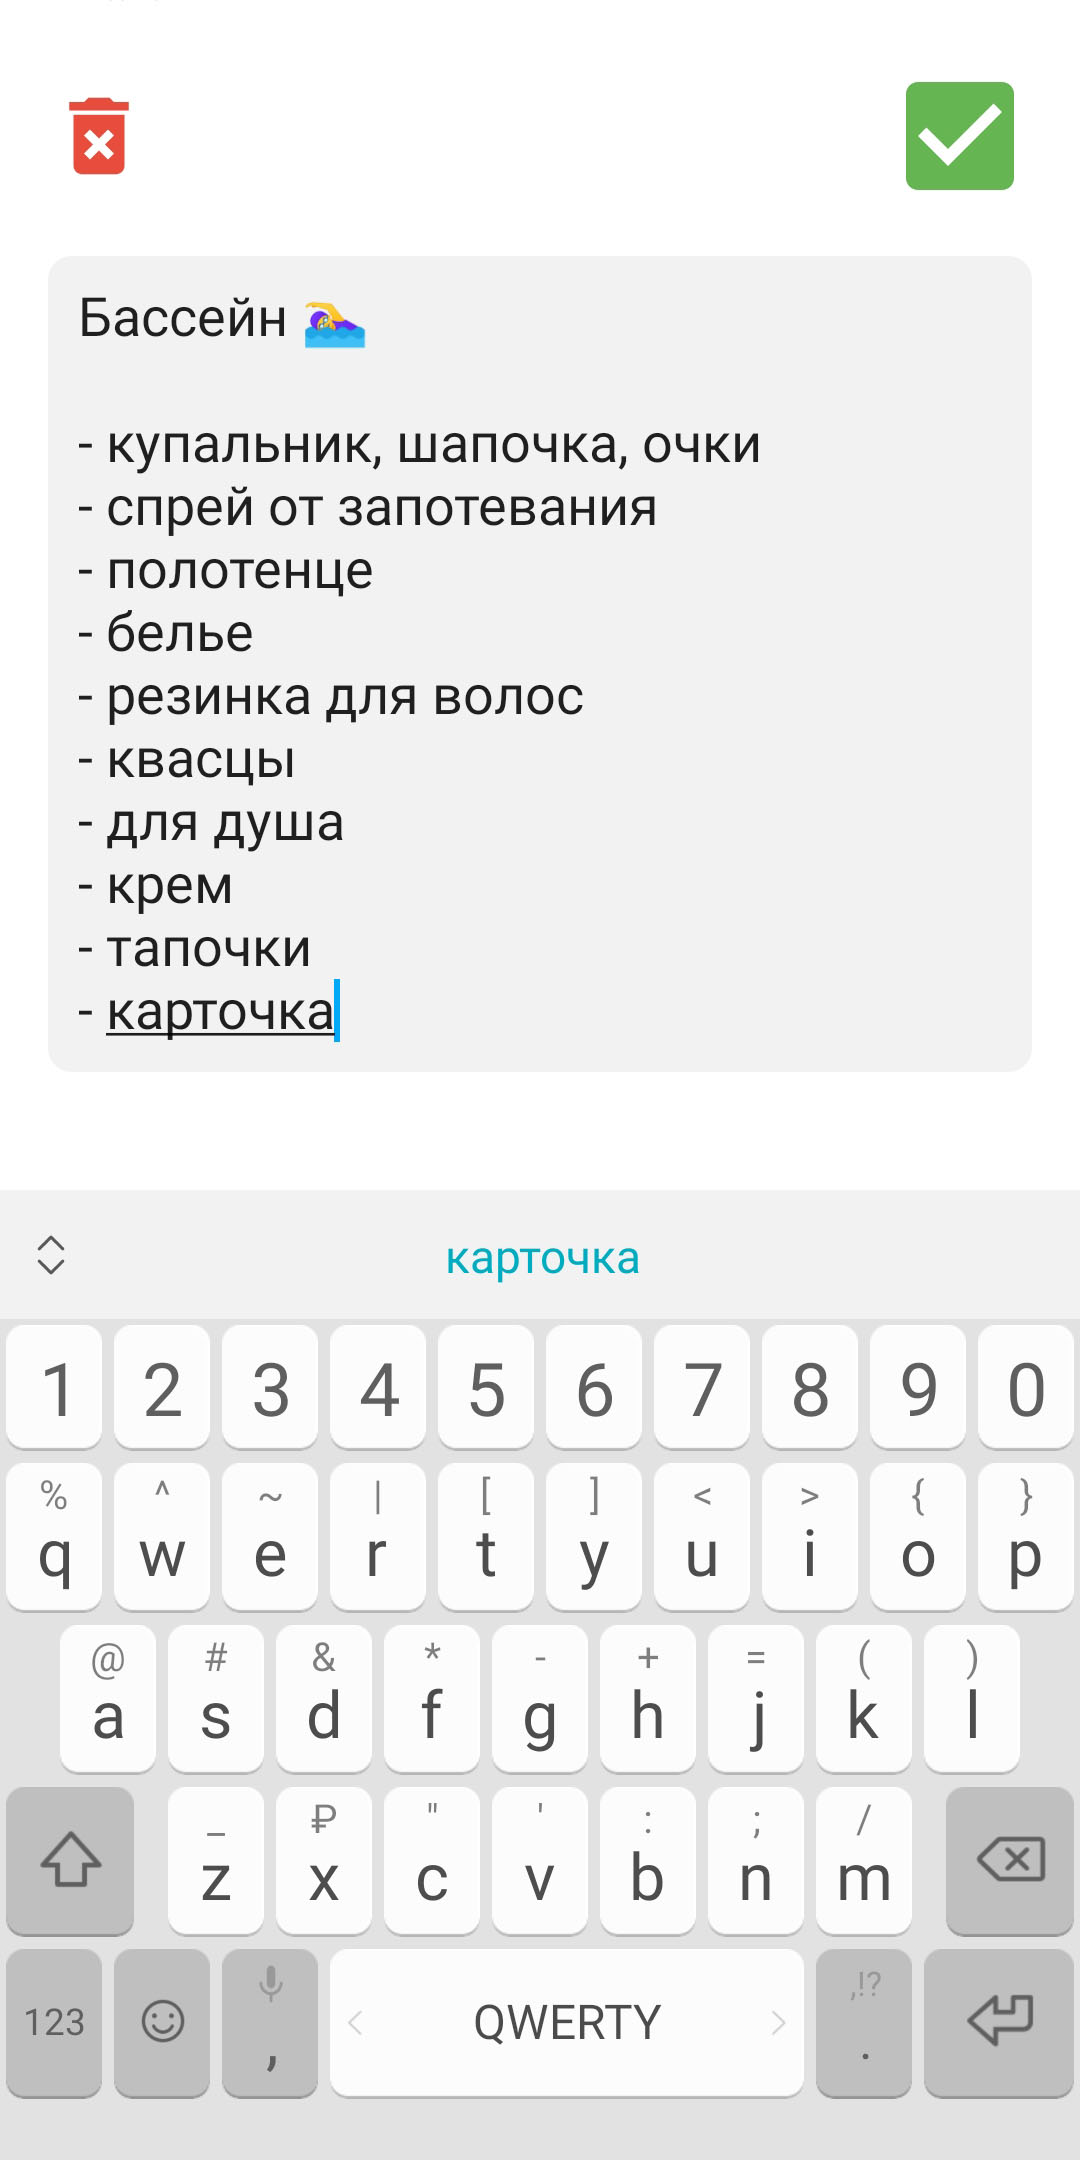 Бассейн 🏊‍♀️
- купальник, шапочка, очки
- спрей от запотевания
- полотенце
- белье
- резинка для волос
- квасцы
- для душа
- крем
- тапочки
- карточка
карточка
1 2 3 4 5 6 7 8 9 0
% ^ ~ | [ ] < > { }
q w e r t y u i o p
@ # & * - + = ( )
a s d f g h j k l
_ ₽ " ' : ; /
z x c v b n m
,!?
123 , < QWERTY > .